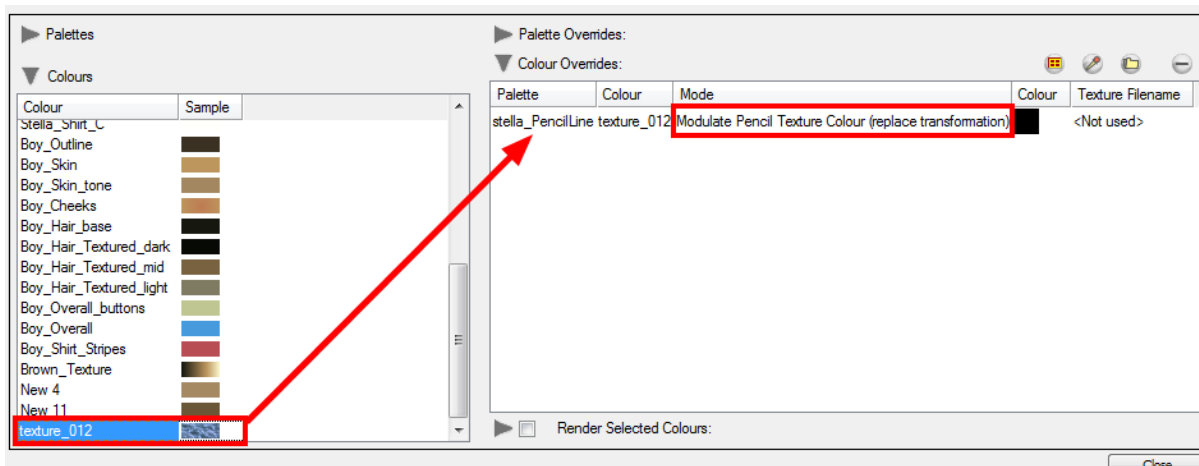 Palettes
Colours
Colour Sample
Stella_Shirt_C
Boy_Outline
Boy_Skin
Boy_Skin_tone
Boy_Cheeks
Boy_Hair_base
Boy_Hair_Textured_dark
Boy_Hair_Textured_mid
Boy_Hair_Textured_light
Boy_Overall_buttons
Boy_Overall
Boy_Shirt_Stripes
Brown_Texture
New 4
New 11
texture_012
Palette Overrides:
Colour Overrides:
Palette Colour Mode Colour Texture Filename
stella_PencilLine texture_012 Modulate Pencil Texture Colour (replace transformation) <Not used>
Render Selected Colours:
Close